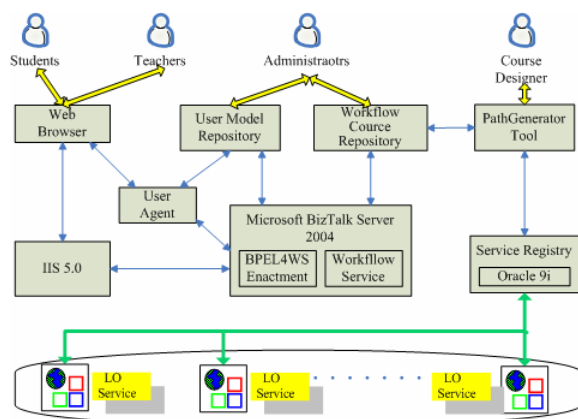 Students
Teachers
Administraotrs
Course
Designer
Web
Browser
User Model
Repository
Workflow
Cource
Repository
PathGenerator
Tool
User
Agent
Microsoft BizTalk Server
2004
BPEL4WS
Enactment
Workfllow
Service
IIS 5.0
Service Registry
Oracle 9i
LO
Service
LO
Service
LO
Service